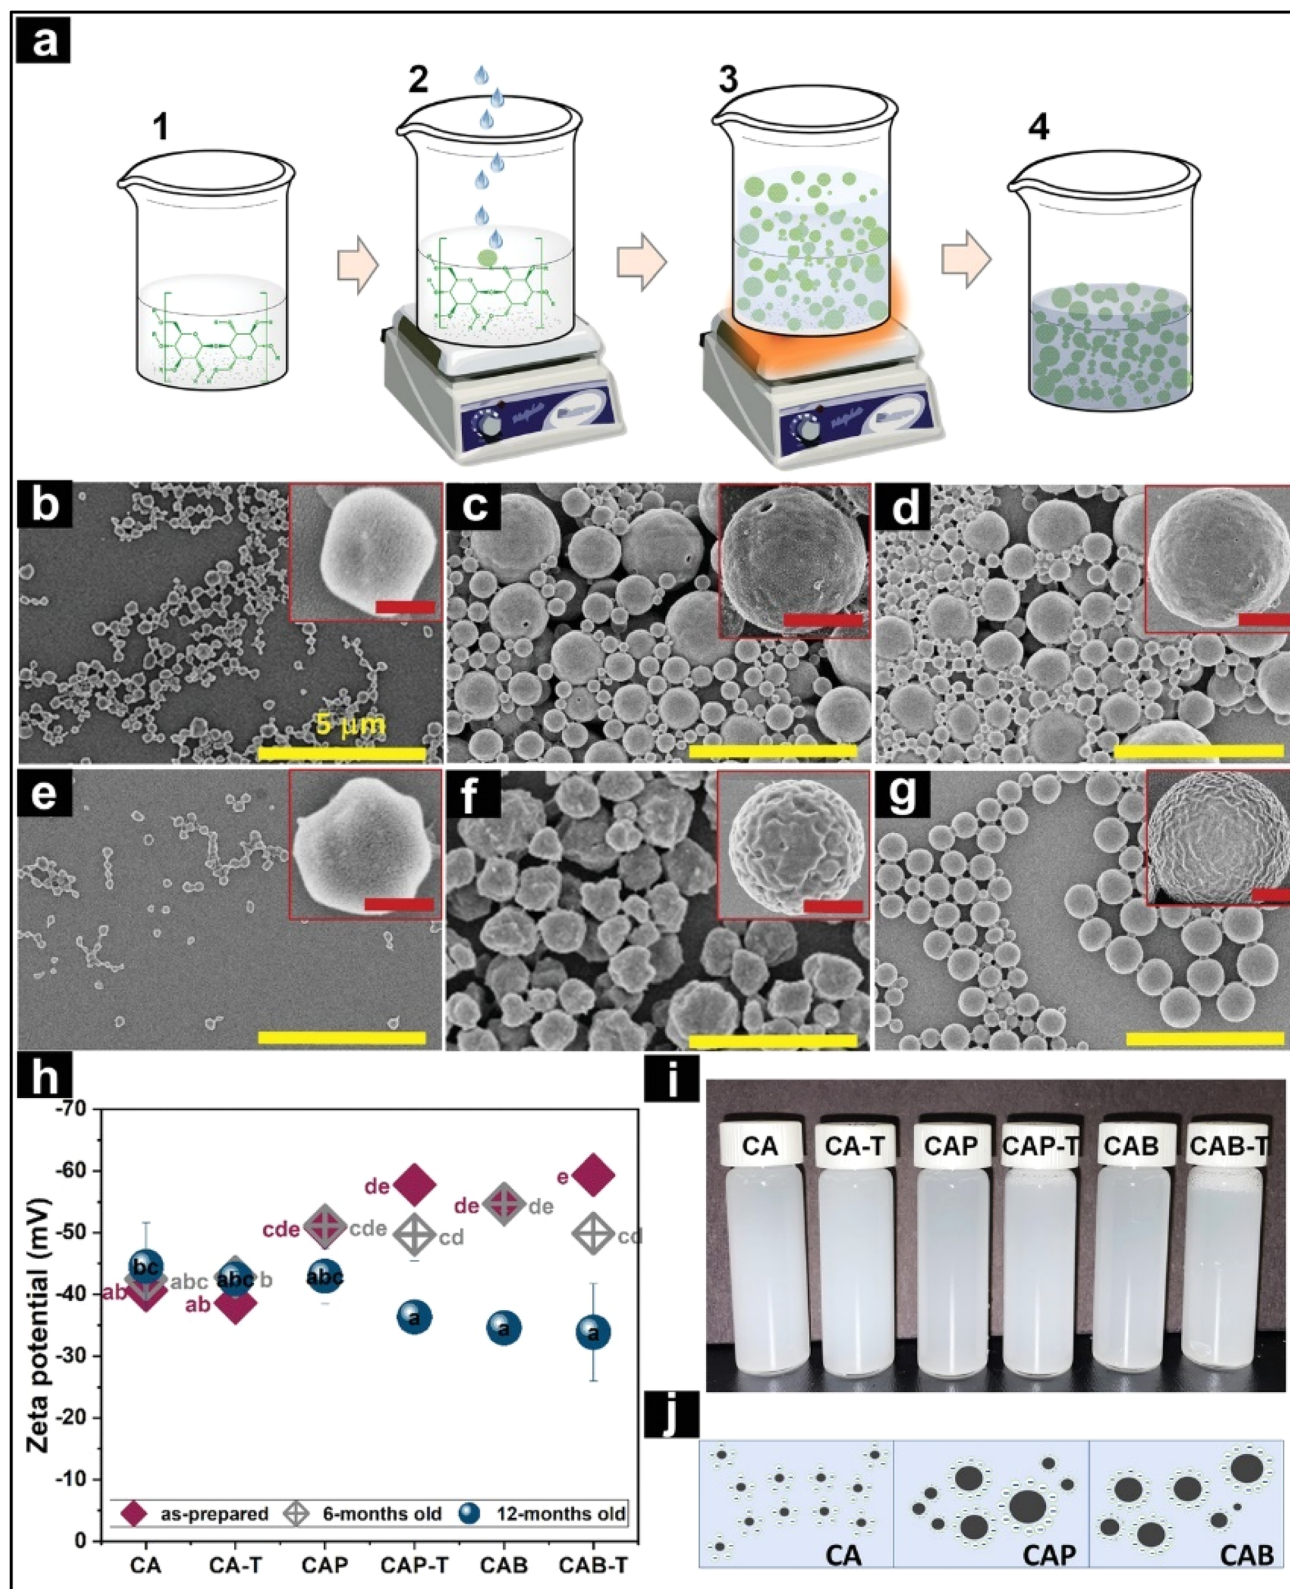 a
1
2
3
4
b
c
d
5 μm
e
f
g
h
Zeta potential (mV)
-70
-60
-50
-40
-30
-20
-10
0
bc
abc
ab
abc
b
ab
cde
cde
abc
de
cd
a
de
de
a
e
cd
a
as-prepared
6-months old
12-months old
CA
CA-T
CAP
CAP-T
CAB
CAB-T
i
CA
CA-T
CAP
CAP-T
CAB
CAB-T
j
CA
CAP
CAB